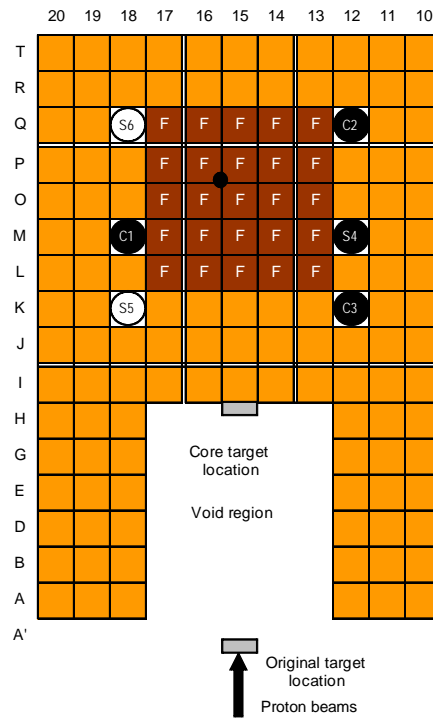 20 19 18 17 16 15 14 13 12 11 10
T
R
Q S6 F F F F F C2
P F F F F F
O F F F F F
M C1 F F F F F S4
L F F F F F
K S5 C3
J
I
H
G
E
D
B
A
A'
Core target
location
Void region
Original target
location
Proton beams